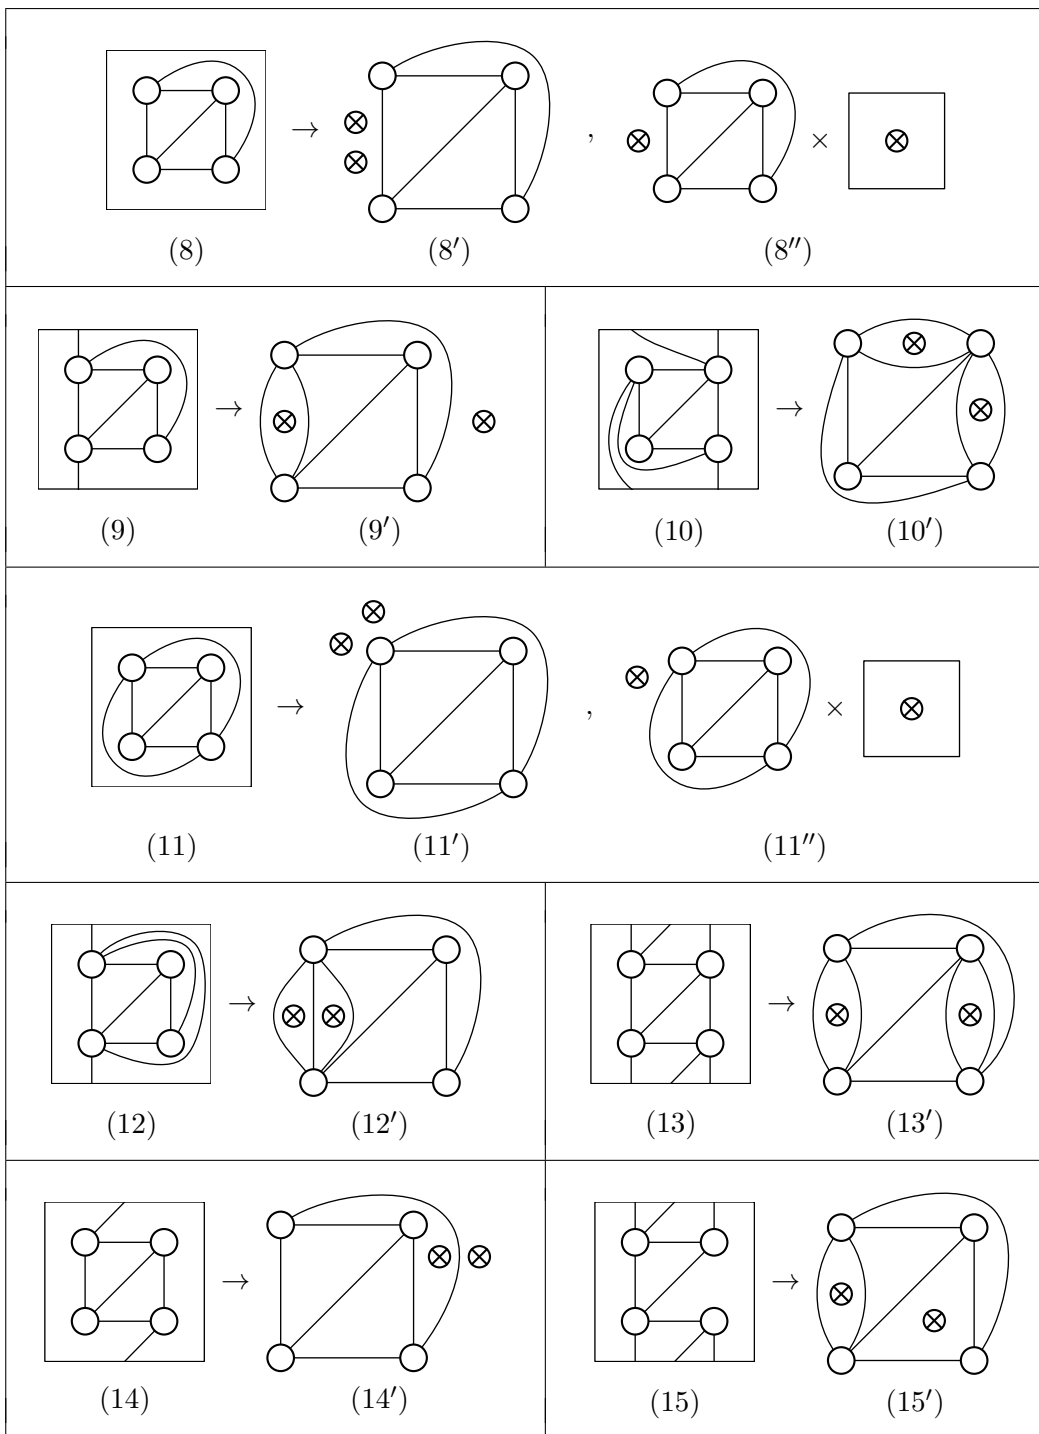 → , ×
(8) (8′) (8″)
→ →
(9) (9′) (10) (10′)
→ , ×
(11) (11′) (11″)
→ →
(12) (12′) (13) (13′)
→ →
(14) (14′) (15) (15′)